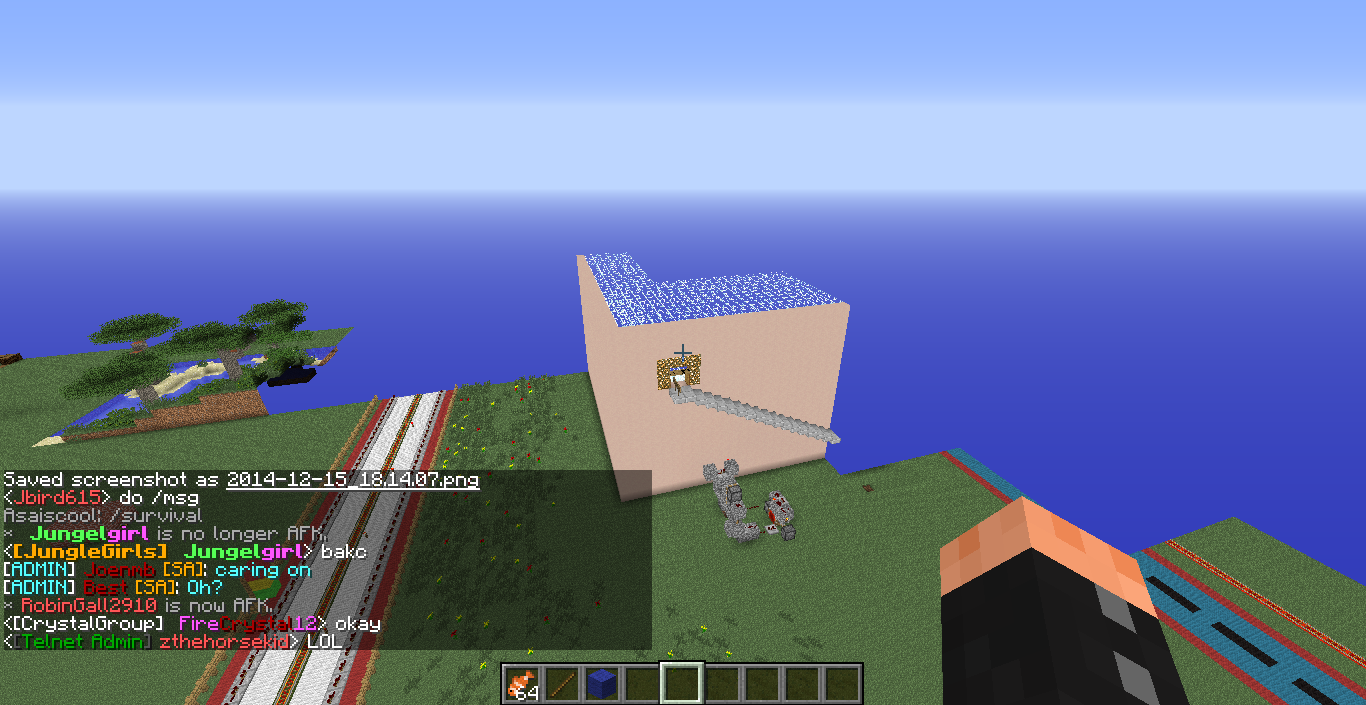 Saved screenshot as 2014-12-15_18.14.07.png
<Jbird615> do /msg
Asaiscool: /survival
* Jungelgirl is no longer AFK.
<[JungleGirls] Jungelgirl> bakc
[ADMIN] Joenmb [SA]: caring on
[ADMIN] Best [SA]: Oh?
* RobinGall2910 is now AFK.
<[CrystalGroup] FireCrystal12> okay
<[Telnet Admin] zthehorsekid> LOL
64